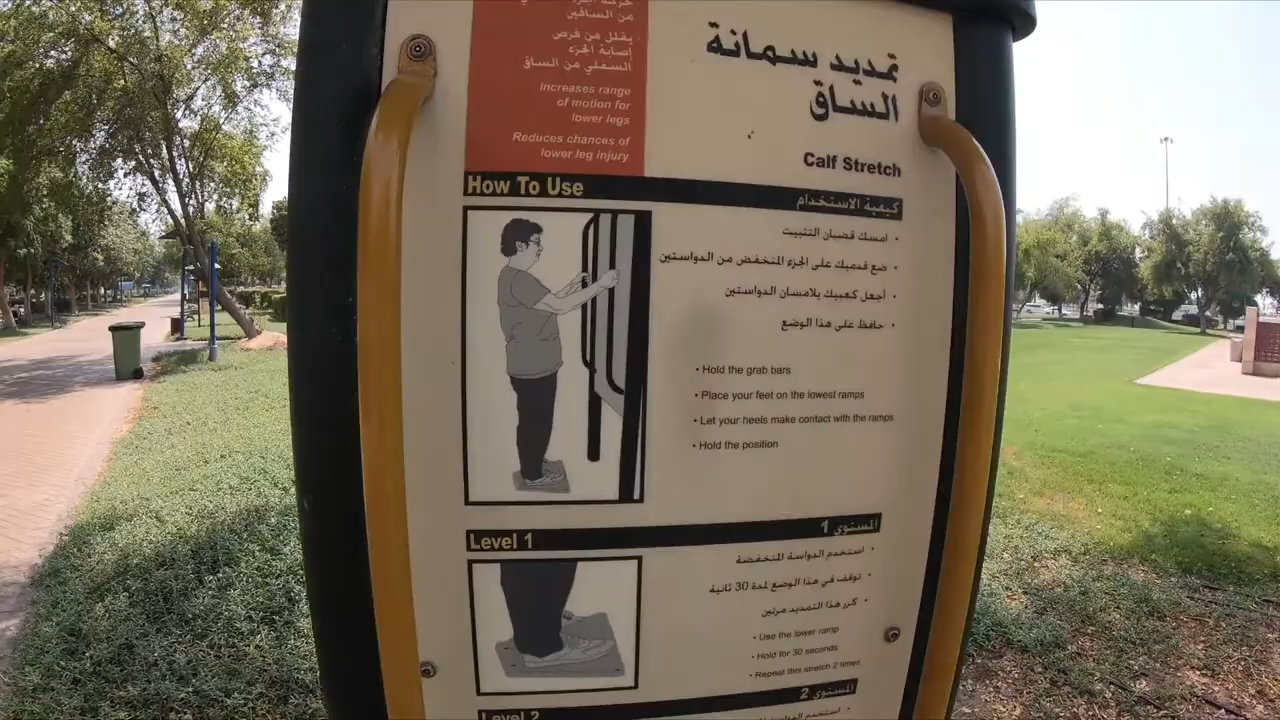 من الساقين
يقلل من فرص
إصابة الجزء
السفلي من الساق
Increases range
of motion for
lower legs
Reduces chances of
lower leg injury
تمديد سمانة
الساق
Calf Stretch
How To Use
كيفية الاستخدام
• امسك قضبان التثبيت
• ضع قدميك على الجزء المنخفض من الدواستين
• أجعل كعبيك يلامسان الدواستين
• حافظ على هذا الوضع
• Hold the grab bars
• Place your feet on the lowest ramps
• Let your heels make contact with the ramps
• Hold the position
Level 1
المستوى 1
• استخدم الدواسة المنخفضة
• توقف في هذا الوضع لمدة 30 ثانية
• كرر هذا التمديد مرتين
• Use the lower ramp
• Hold for 30 seconds
• Repeat this stretch 2 times
Level 2
المستوى 2
• استخدم